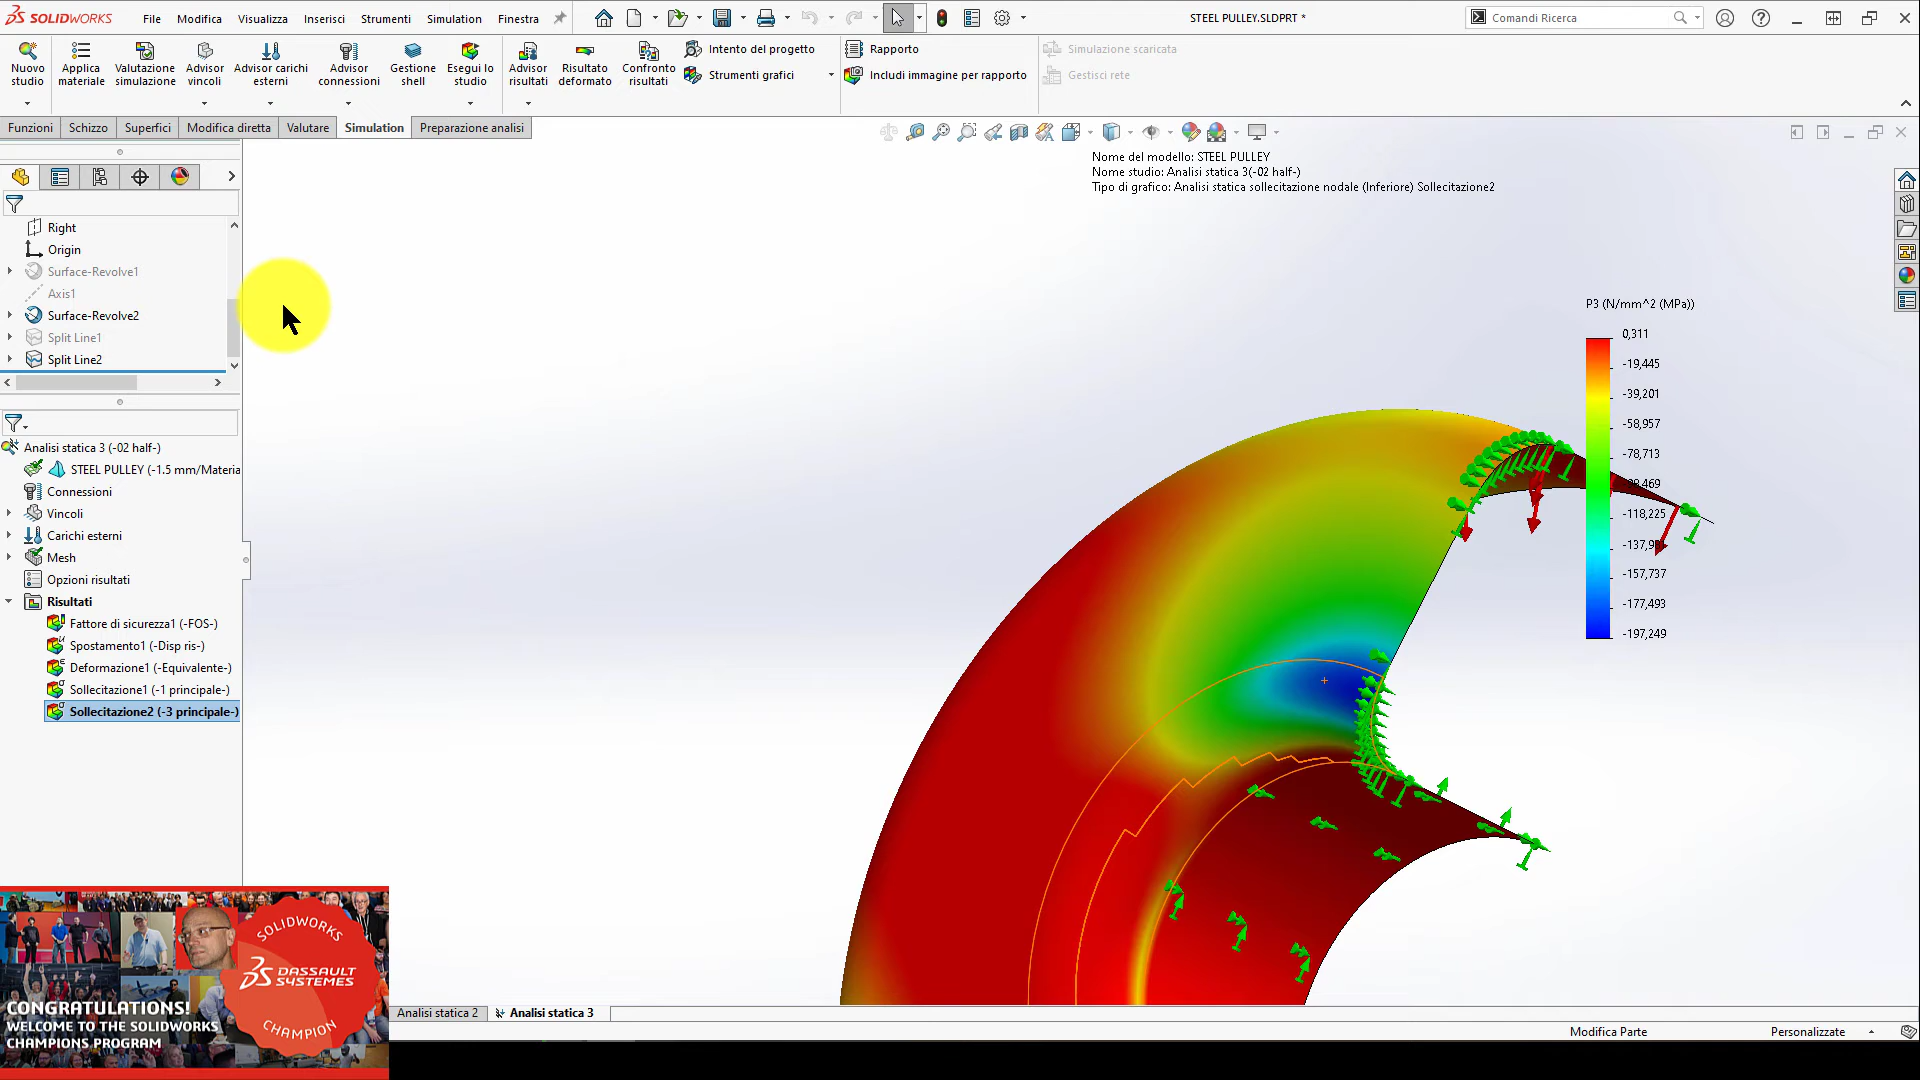 SOLIDWORKS
File Modifica Visualizza Inserisci Strumenti Simulation Finestra
STEEL PULLEY.SLDPRT *
Comandi Ricerca
Nuovo studio
Applica materiale
Valutazione simulazione
Advisor vincoli
Advisor carichi esterni
Advisor connessioni
Gestione shell
Esegui lo studio
Advisor risultati
Risultato deformato
Confronto risultati
Intento del progetto
Strumenti grafici
Rapporto
Includi immagine per rapporto
Simulazione scaricata
Gestisci rete
Funzioni Schizzo Superfici Modifica diretta Valutare Simulation Preparazione analisi
Nome del modello: STEEL PULLEY
Nome studio: Analisi statica 3(-02 half-)
Tipo di grafico: Analisi statica sollecitazione nodale (Inferiore) Sollecitazione2
Right
Origin
Surface-Revolve1
Axis1
Surface-Revolve2
Split Line1
Split Line2
Analisi statica 3 (-02 half-)
STEEL PULLEY (-1.5 mm/Materia
Connessioni
Vincoli
Carichi esterni
Mesh
Opzioni risultati
Risultati
Fattore di sicurezza1 (-FOS-)
Spostamento1 (-Disp ris-)
Deformazione1 (-Equivalente-)
Sollecitazione1 (-1 principale-)
Sollecitazione2 (-3 principale-)
P3 (N/mm^2 (MPa))
0,311
-19,445
-39,201
-58,957
-78,713
-118,225
-157,737
-177,493
-197,249
SOLIDWORKS
DASSAULT SYSTEMES
CHAMPION
CONGRATULATIONS!
WELCOME TO THE SOLIDWORKS
CHAMPIONS PROGRAM
Analisi statica 2 Analisi statica 3
Modifica Parte Personalizzate